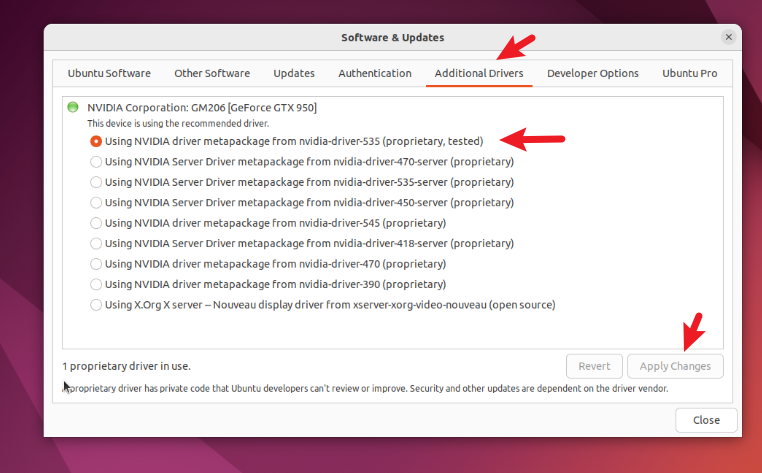 Software & Updates
Ubuntu Software Other Software Updates Authentication Additional Drivers Developer Options Ubuntu Pro
NVIDIA Corporation: GM206 [GeForce GTX 950]
This device is using the recommended driver.
Using NVIDIA driver metapackage from nvidia-driver-535 (proprietary, tested)
Using NVIDIA Server Driver metapackage from nvidia-driver-470-server (proprietary)
Using NVIDIA Server Driver metapackage from nvidia-driver-535-server (proprietary)
Using NVIDIA Server Driver metapackage from nvidia-driver-450-server (proprietary)
Using NVIDIA driver metapackage from nvidia-driver-545 (proprietary)
Using NVIDIA Server Driver metapackage from nvidia-driver-418-server (proprietary)
Using NVIDIA driver metapackage from nvidia-driver-470 (proprietary)
Using NVIDIA driver metapackage from nvidia-driver-390 (proprietary)
Using X.Org X server – Nouveau display driver from xserver-xorg-video-nouveau (open source)
1 proprietary driver in use.
Revert Apply Changes
proprietary driver has private code that Ubuntu developers can't review or improve. Security and other updates are dependent on the driver vendor.
Close